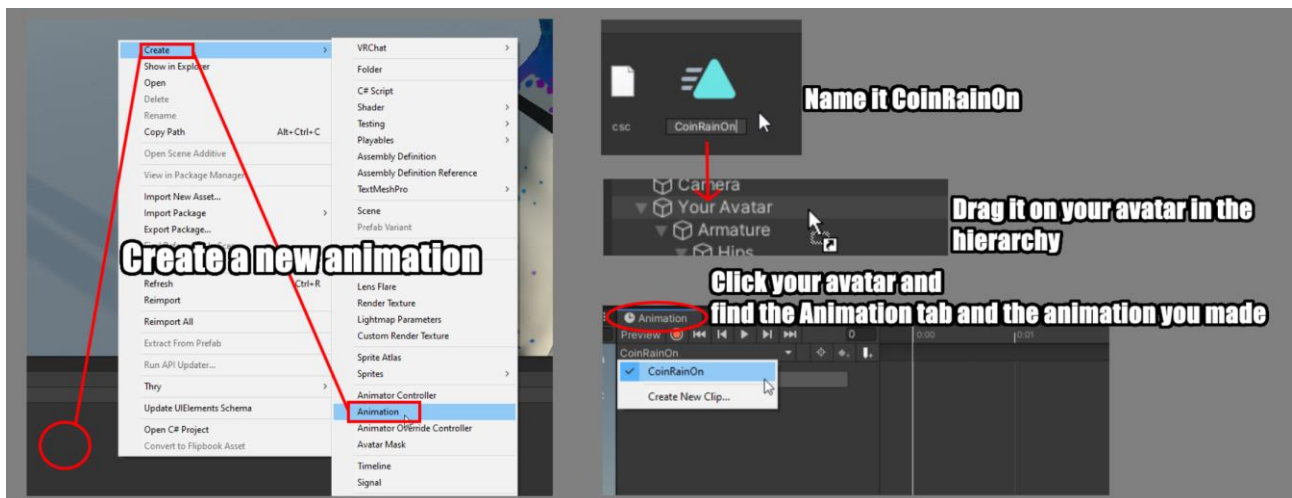 Create
Show in Explorer
Open
Delete
Rename
Copy Path Alt+Ctrl+C
Open Scene Additive
View in Package Manager
Import New Asset...
Import Package
Export Package...
Create a new animation
Refresh Ctrl+R
Reimport
Reimport All
Extract From Prefab
Run API Updater...
Thry
Update UIElements Schema
Open C# Project
Convert to Flipbook Asset
VRChat
Folder
C# Script
Shader
Testing
Playables
Assembly Definition
Assembly Definition Reference
TextMeshPro
Scene
Prefab Variant
Lens Flare
Render Texture
Lightmap Parameters
Custom Render Texture
Sprite Atlas
Sprites
Animator Controller
Animation
Animator Override Controller
Avatar Mask
Timeline
Signal
csc CoinRainOn
Name it CoinRainOn
Camera
Your Avatar
Armature
Hips
Drag it on your avatar in the
hierarchy
Click your avatar and
find the Animation tab and the animation you made
Animation
Preview 0 0:00 0:01
CoinRainOn
CoinRainOn
Create New Clip...